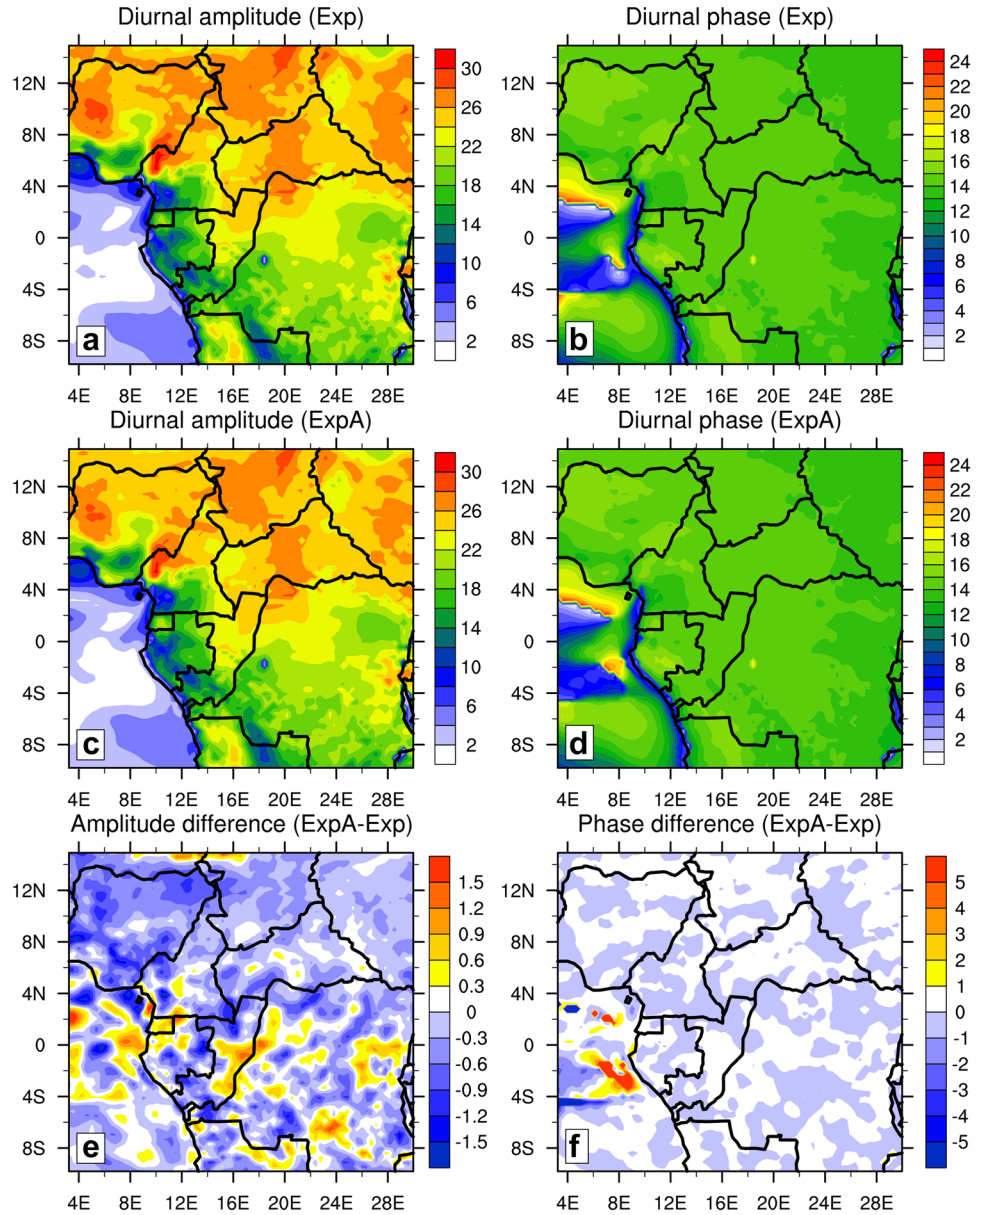 Diurnal amplitude (Exp)
12N
8N
4N
0
4S
8S
4E 8E 12E 16E 20E 24E 28E
30
26
22
18
14
10
6
2
a
Diurnal phase (Exp)
12N
8N
4N
0
4S
8S
4E 8E 12E 16E 20E 24E 28E
24
22
20
18
16
14
12
10
8
6
4
2
b
Diurnal amplitude (ExpA)
12N
8N
4N
0
4S
8S
4E 8E 12E 16E 20E 24E 28E
30
26
22
18
14
10
6
2
c
Diurnal phase (ExpA)
12N
8N
4N
0
4S
8S
4E 8E 12E 16E 20E 24E 28E
24
22
20
18
16
14
12
10
8
6
4
2
d
Amplitude difference (ExpA-Exp)
12N
8N
4N
0
4S
8S
4E 8E 12E 16E 20E 24E 28E
1.5
1.2
0.9
0.6
0.3
0
-0.3
-0.6
-0.9
-1.2
-1.5
e
Phase difference (ExpA-Exp)
12N
8N
4N
0
4S
8S
4E 8E 12E 16E 20E 24E 28E
5
4
3
2
1
0
-1
-2
-3
-4
-5
f